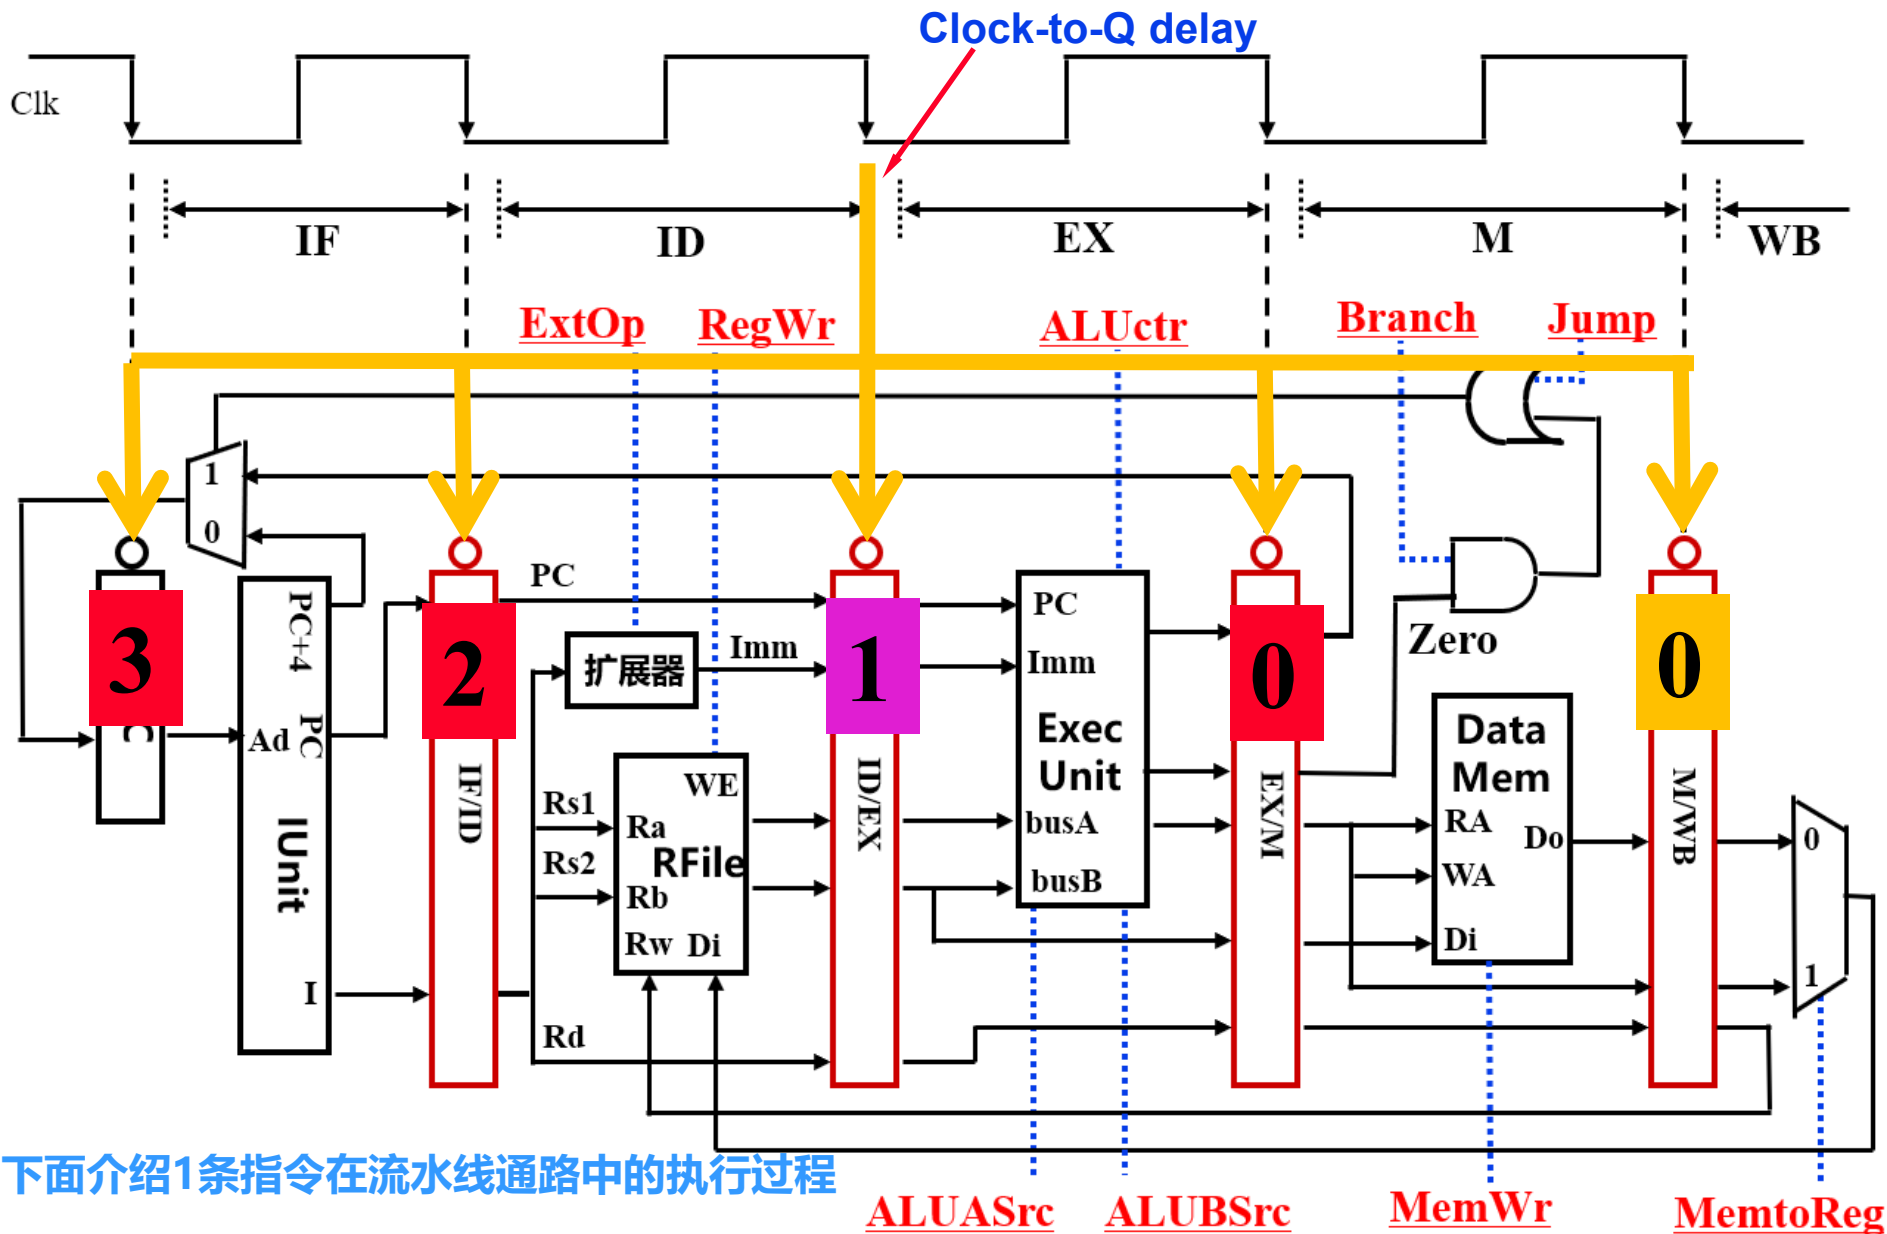 Clock-to-Q delay
Clk
IF
ID
EX
M
WB
ExtOp
RegWr
ALUctr
Branch
Jump
1
0
PC
PC+4
PC
Imm
扩展器
PC
Imm
Zero
3
2
1
0
0
C
Ad
PC
Exec
Unit
Data
Mem
IF/ID
ID/EX
EX/M
M/WB
WE
Rs1
Ra
RFile
Rs2
Rb
Rw
Di
busA
busB
RA
Do
WA
Di
0
1
IUnit
I
Rd
下面介绍1条指令在流水线通路中的执行过程
ALUASrc
ALUBSrc
MemWr
MemtoReg